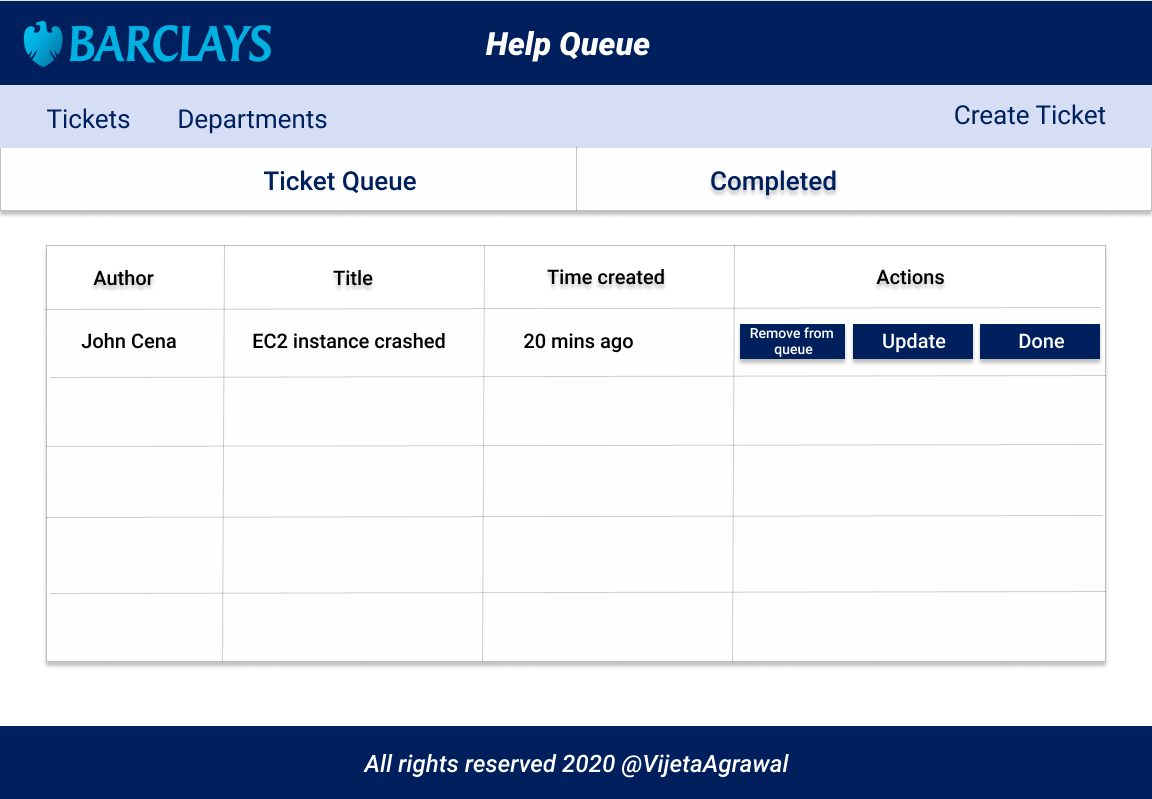 BARCLAYS
Help Queue
Tickets Departments Create Ticket
Ticket Queue Completed
Author Title Time created Actions
John Cena EC2 instance crashed 20 mins ago Remove from queue Update Done
All rights reserved 2020 @VijetaAgrawal